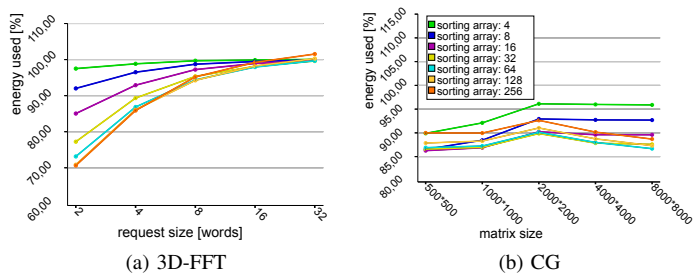 110,00
100,00
90,00
80,00
70,00
60,00
energy used [%]
2
4
8
16
32
request size [words]
(a) 3D-FFT
115,00
110,00
105,00
100,00
95,00
90,00
85,00
80,00
energy used [%]
sorting array: 4
sorting array: 8
sorting array: 16
sorting array: 32
sorting array: 64
sorting array: 128
sorting array: 256
500*500
1000*1000
2000*2000
4000*4000
8000*8000
matrix size
(b) CG